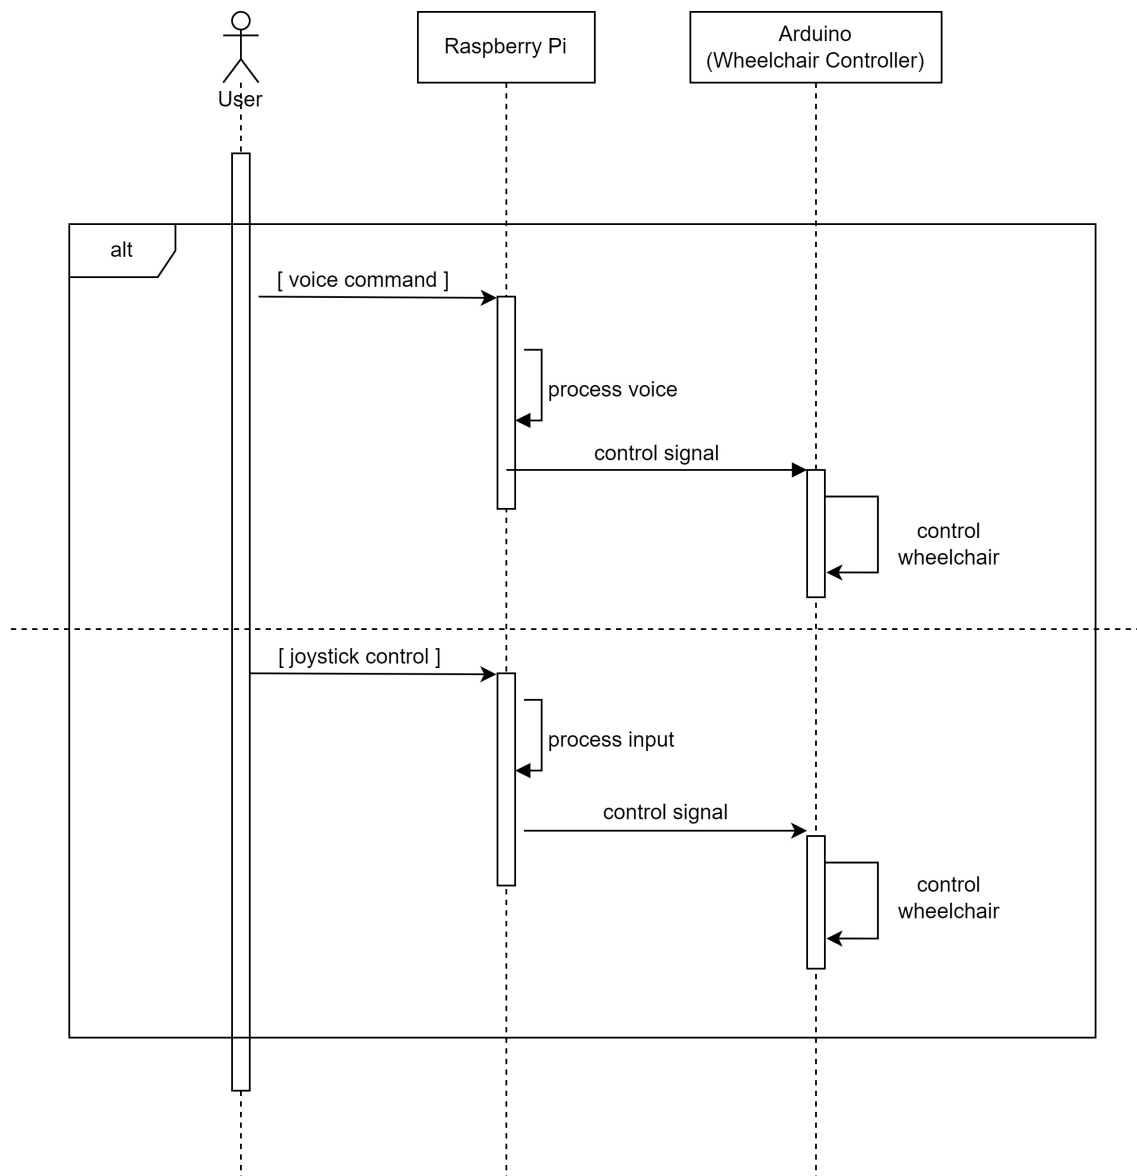 Raspberry Pi
Arduino
(Wheelchair Controller)
User
alt
[ voice command ]
process voice
control signal
control
wheelchair
[ joystick control ]
process input
control signal
control
wheelchair